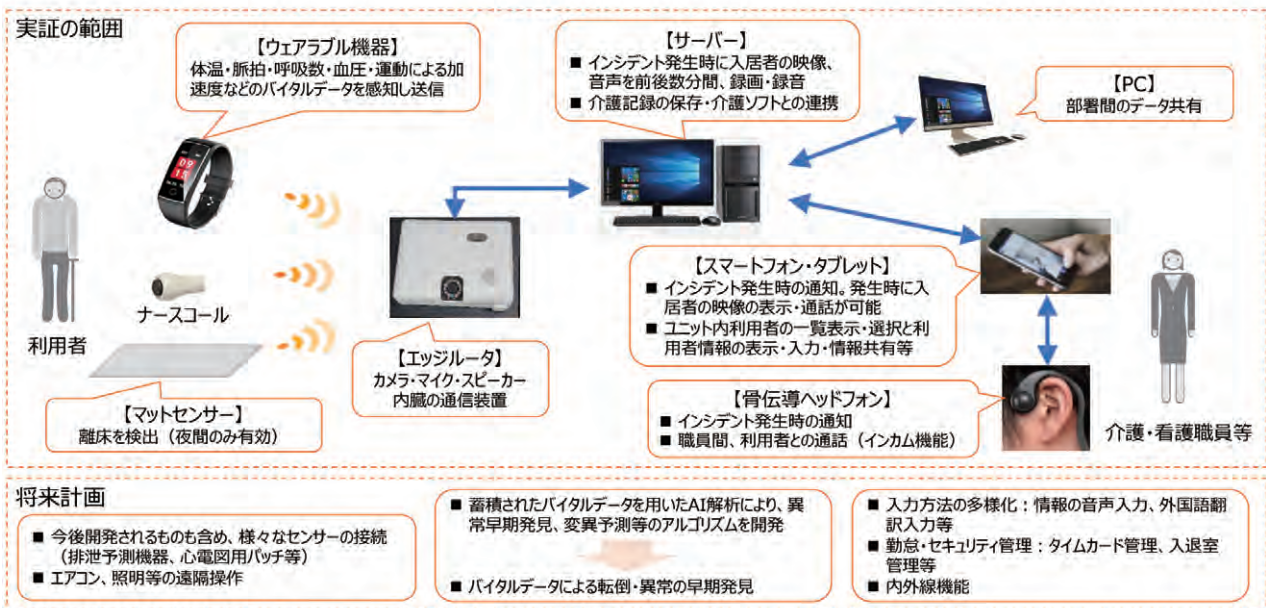 実証の範囲
【ウェアラブル機器】
体温・脈拍・呼吸数・血圧・運動による加
速度などのバイタルデータを感知し送信
【サーバー】
■ インシデント発生時に入居者の映像、
音声を前後数分間、録画・録音
■ 介護記録の保存・介護ソフトとの連携
【PC】
部署間のデータ共有
09
15
ナースコール
利用者
【マットセンサー】
離床を検出（夜間のみ有効）
【エッジルータ】
カメラ・マイク・スピーカー
内臓の通信装置
【スマートフォン・タブレット】
■ インシデント発生時の通知。発生時に入
居者の映像の表示・通話が可能
■ ユニット内利用者の一覧表示・選択と利
用者情報の表示・入力・情報共有等
【骨伝導ヘッドフォン】
■ インシデント発生時の通知
■ 職員間、利用者との通話（インカム機能）
介護・看護職員等
将来計画
■ 今後開発されるものも含め、様々なセンサーの接続
（排泄予測機器、心電図用パッチ等）
■ エアコン、照明等の遠隔操作
■ 蓄積されたバイタルデータを用いたAI解析により、異
常早期発見、変異予測等のアルゴリズムを開発
■ バイタルデータによる転倒・異常の早期発見
■ 入力方法の多様化：情報の音声入力、外国語翻
訳入力等
■ 勤怠・セキュリティ管理：タイムカード管理、入退室
管理等
■ 内外線機能